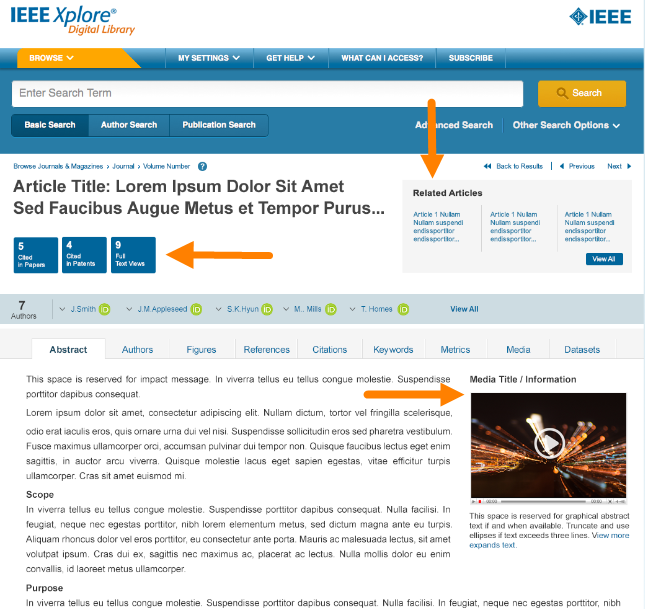 IEEE Xplore®
Digital Library
IEEE
BROWSE
MY SETTINGS
GET HELP
WHAT CAN I ACCESS?
SUBSCRIBE
Enter Search Term
Search
Basic Search
Author Search
Publication Search
Advanced Search
Other Search Options
Browse Journals & Magazines > Journal > Volume Number ?
Back to Results | Previous Next
Article Title: Lorem Ipsum Dolor Sit Amet
Sed Faucibus Augue Metus et Tempor Purus...
5
Cited
in Papers
4
Cited
in Patents
9
Full
Text Views
Related Articles
Article 1 Nullam
Nullam suspendi
endissportitor
endissportitor...
Article 1 Nullam
Nullam suspendi
endissportitor
endissportitor...
Article 1 Nullam
Nullam suspendi
endissportitor
endissportitor...
View All
7
Authors
J.Smith iD
J.M.Appleseed iD
S.K.Hyun iD
M.. Mills iD
T. Homes iD
View All
Abstract
Authors
Figures
References
Citations
Keywords
Metrics
Media
Datasets
This space is reserved for impact message. In viverra tellus eu tellus congue molestie. Suspendisse
porttitor dapibus consequat.
Lorem ipsum dolor sit amet, consectetur adipiscing elit. Nullam dictum, tortor vel fringilla scelerisque,
odio erat iaculis eros, quis ornare urna dui vel nisi. Suspendisse sollicitudin eros sed pharetra vestibulum.
Fusce maximus ullamcorper orci, accumsan pulvinar dui tempor non. Quisque faucibus lectus eget enim
sagittis, in auctor arcu viverra. Quisque molestie lacus eget sapien egestas, vitae efficitur turpis
ullamcorper. Cras sit amet euismod mi.
Scope
In viverra tellus eu tellus congue molestie. Suspendisse porttitor dapibus consequat. Nulla facilisi. In
feugiat, neque nec egestas porttitor, nibh lorem elementum metus, sed dictum magna ante eu turpis.
Aliquam rhoncus dolor vel eros porttitor, eu consectetur ante porta. Mauris ac malesuada lectus, sit amet
volutpat ipsum. Cras dui ex, sagittis nec maximus ac, placerat ac lectus. Nulla mollis dolor eu enim
convallis, id laoreet metus ullamcorper.
Purpose
In viverra tellus eu tellus congue molestie. Suspendisse porttitor dapibus consequat. Nulla facilisi. In feugiat, neque nec egestas porttitor, nibh
Media Title / Information
00:00
00:02
This space is reserved for graphical abstract
text if and when available. Truncate and use
ellipses if text exceeds three lines. View more
expands text.